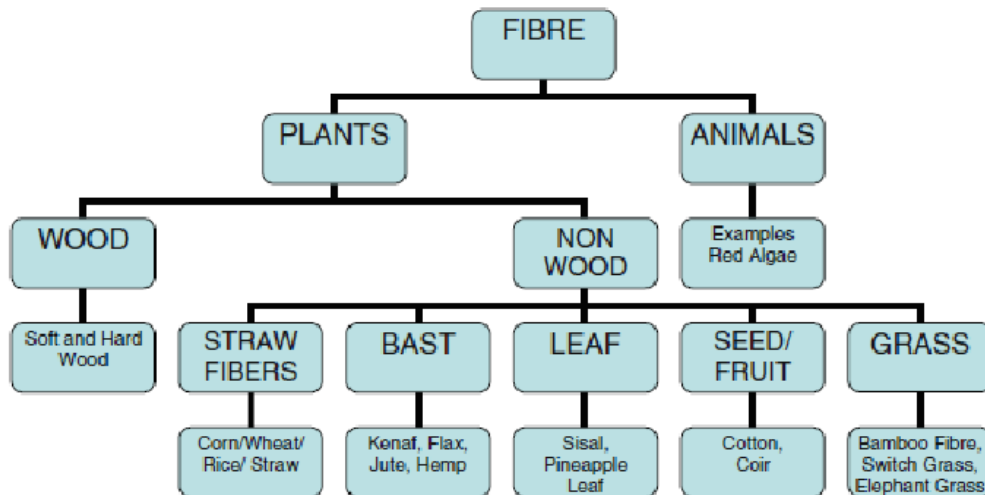 FIBRE
PLANTS
ANIMALS
WOOD
NON
WOOD
Examples
Red Algae
Soft and Hard
Wood
STRAW
FIBERS
BAST
LEAF
SEED/
FRUIT
GRASS
Corn/Wheat/
Rice/ Straw
Kenaf, Flax,
Jute, Hemp
Sisal,
Pineapple
Leaf
Cotton,
Coir
Bamboo Fibre,
Switch Grass,
Elephant Grass